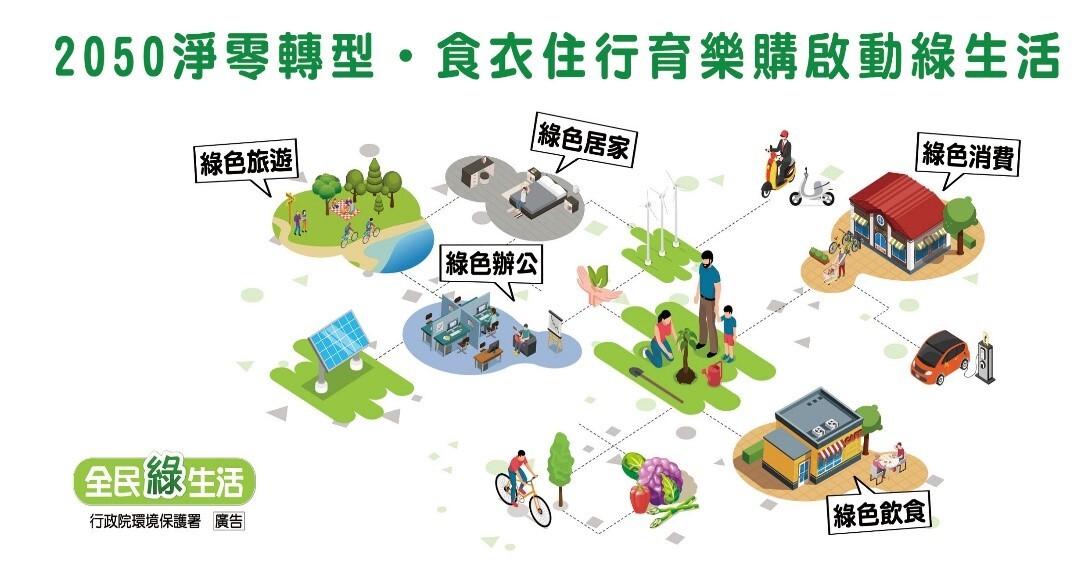 2050淨零轉型・食衣住行育樂購啟動綠生活
綠色旅遊
綠色居家
綠色消費
綠色辦公
綠色飲食
全民綠生活
行政院環境保護署 廣告